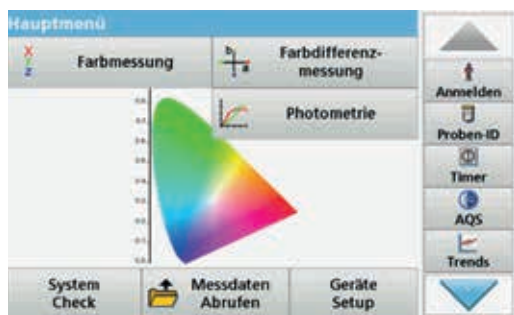 Hauptmenü
Farbmessung
Farbdifferenz-
messung
Photometrie
Anmelden
Proben-ID
Timer
AQS
Trends
System
Check
Messdaten
Abrufen
Geräte
Setup